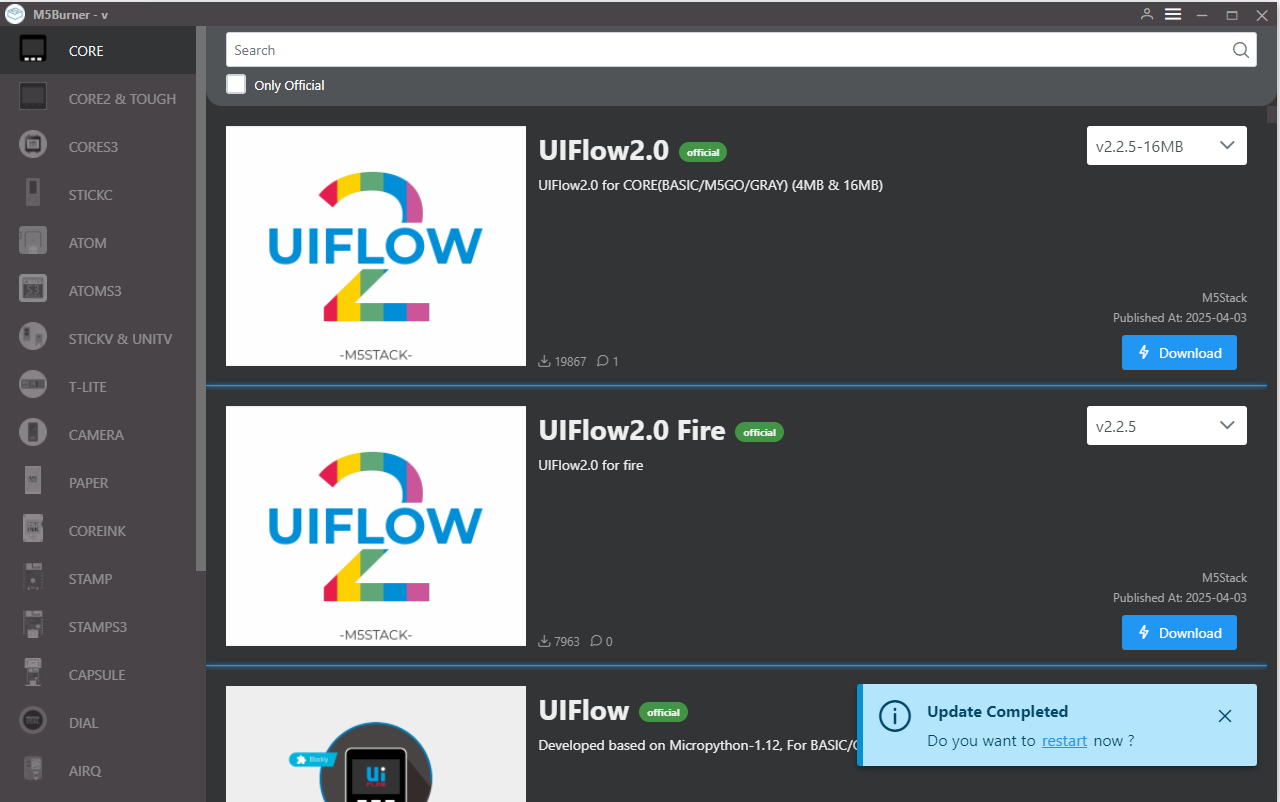 M5Burner - v
CORE
CORE2 & TOUGH
CORES3
STICKC
ATOM
ATOMS3
STICKV & UNITV
T-LITE
CAMERA
PAPER
COREINK
STAMP
STAMPS3
CAPSULE
DIAL
AIRQ
Search
Only Official
UIFLOW
-M5STACK-
UIFlow2.0 official
v2.2.5-16MB
UIFlow2.0 for CORE(BASIC/M5GO/GRAY) (4MB & 16MB)
M5Stack
Published At: 2025-04-03
19867 1
Download
UIFLOW
-M5STACK-
UIFlow2.0 Fire official
v2.2.5
UIFlow2.0 for fire
M5Stack
Published At: 2025-04-03
7963 0
Download
Blockly
Ui
FLOW
UIFlow official
Developed based on Micropython-1.12, For BASIC/
Update Completed
Do you want to restart now ?